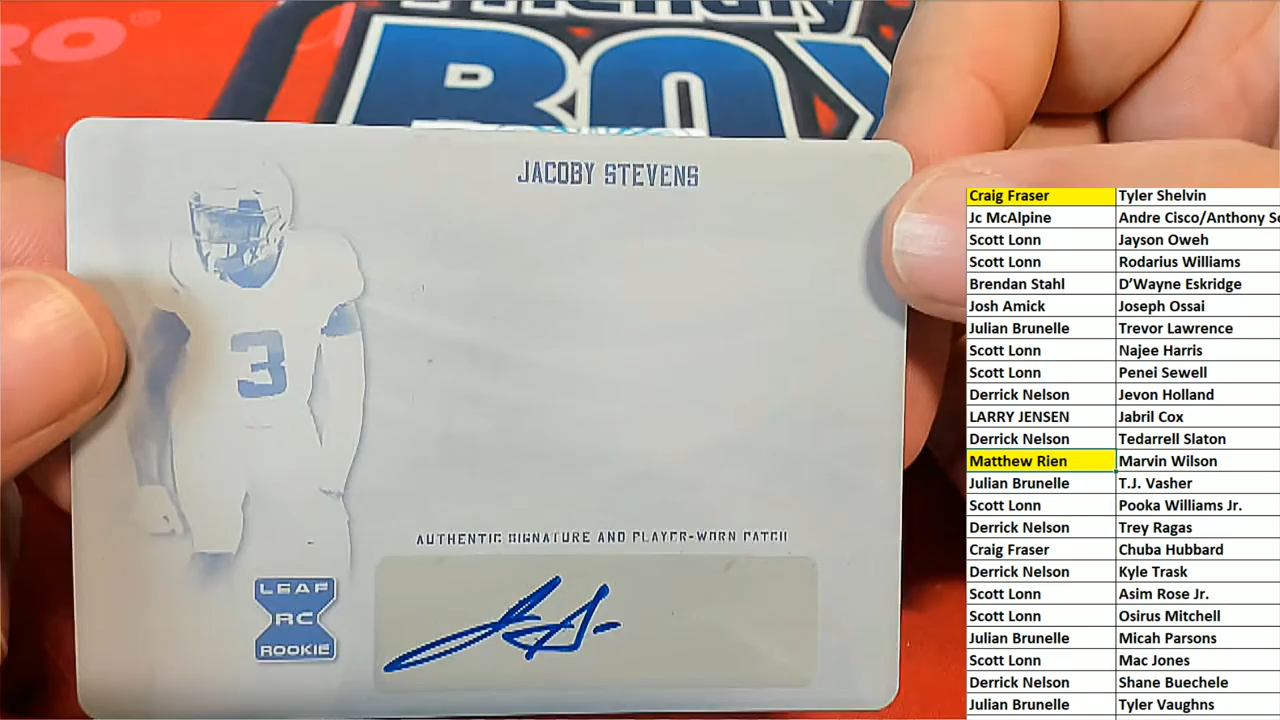 RO
Friendly
BOX
JACOBY STEVENS
3
AUTHENTIC SIGNATURE AND PLAYER-WORN PATCH
LEAF
RC
ROOKIE
Craig Fraser Tyler Shelvin
Jc McAlpine Andre Cisco/Anthony
Scott Lonn Jayson Oweh
Scott Lonn Rodarius Williams
Brendan Stahl D'Wayne Eskridge
Josh Amick Joseph Ossai
Julian Brunelle Trevor Lawrence
Scott Lonn Najee Harris
Scott Lonn Penei Sewell
Derrick Nelson Jevon Holland
LARRY JENSEN Jabril Cox
Derrick Nelson Tedarrell Slaton
Matthew Rien Marvin Wilson
Julian Brunelle T.J. Vasher
Scott Lonn Pooka Williams Jr.
Derrick Nelson Trey Ragas
Craig Fraser Chuba Hubbard
Derrick Nelson Kyle Trask
Scott Lonn Asim Rose Jr.
Scott Lonn Osirus Mitchell
Julian Brunelle Micah Parsons
Scott Lonn Mac Jones
Derrick Nelson Shane Buechele
Julian Brunelle Tyler Vaughns